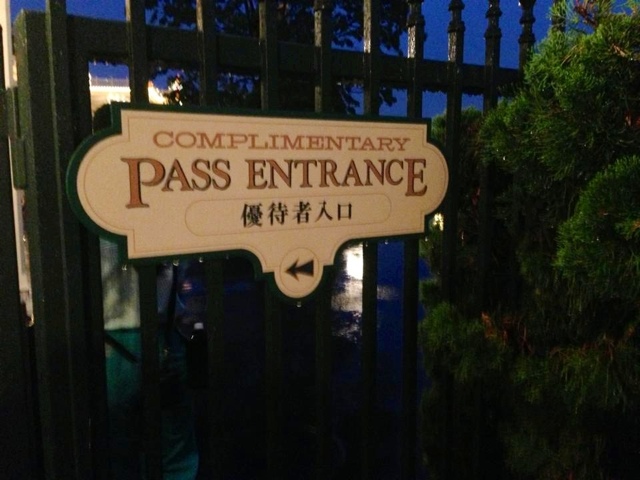 COMPLIMENTARY
PASS ENTRANCE
優待者入口